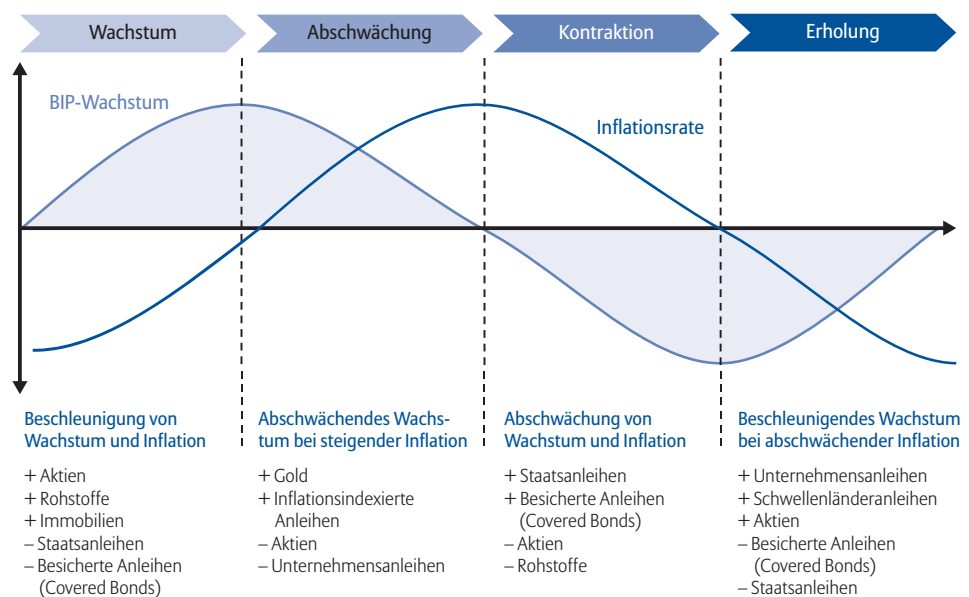 Wachstum
Abschwächung
Kontraktion
Erholung
BIP-Wachstum
Inflationsrate
Beschleunigung von
Wachstum und Inflation
+ Aktien
+ Rohstoffe
+ Immobilien
– Staatsanleihen
– Besicherte Anleihen
(Covered Bonds)
Abschwächendes Wachs-
tum bei steigender Inflation
+ Gold
+ Inflationsindexierte
Anleihen
– Aktien
– Unternehmensanleihen
Abschwächung von
Wachstum und Inflation
+ Staatsanleihen
+ Besicherte Anleihen
(Covered Bonds)
– Aktien
– Rohstoffe
Beschleunigendes Wachstum
bei abschwächender Inflation
+ Unternehmensanleihen
+ Schwellenländeranleihen
+ Aktien
– Besicherte Anleihen
(Covered Bonds)
– Staatsanleihen